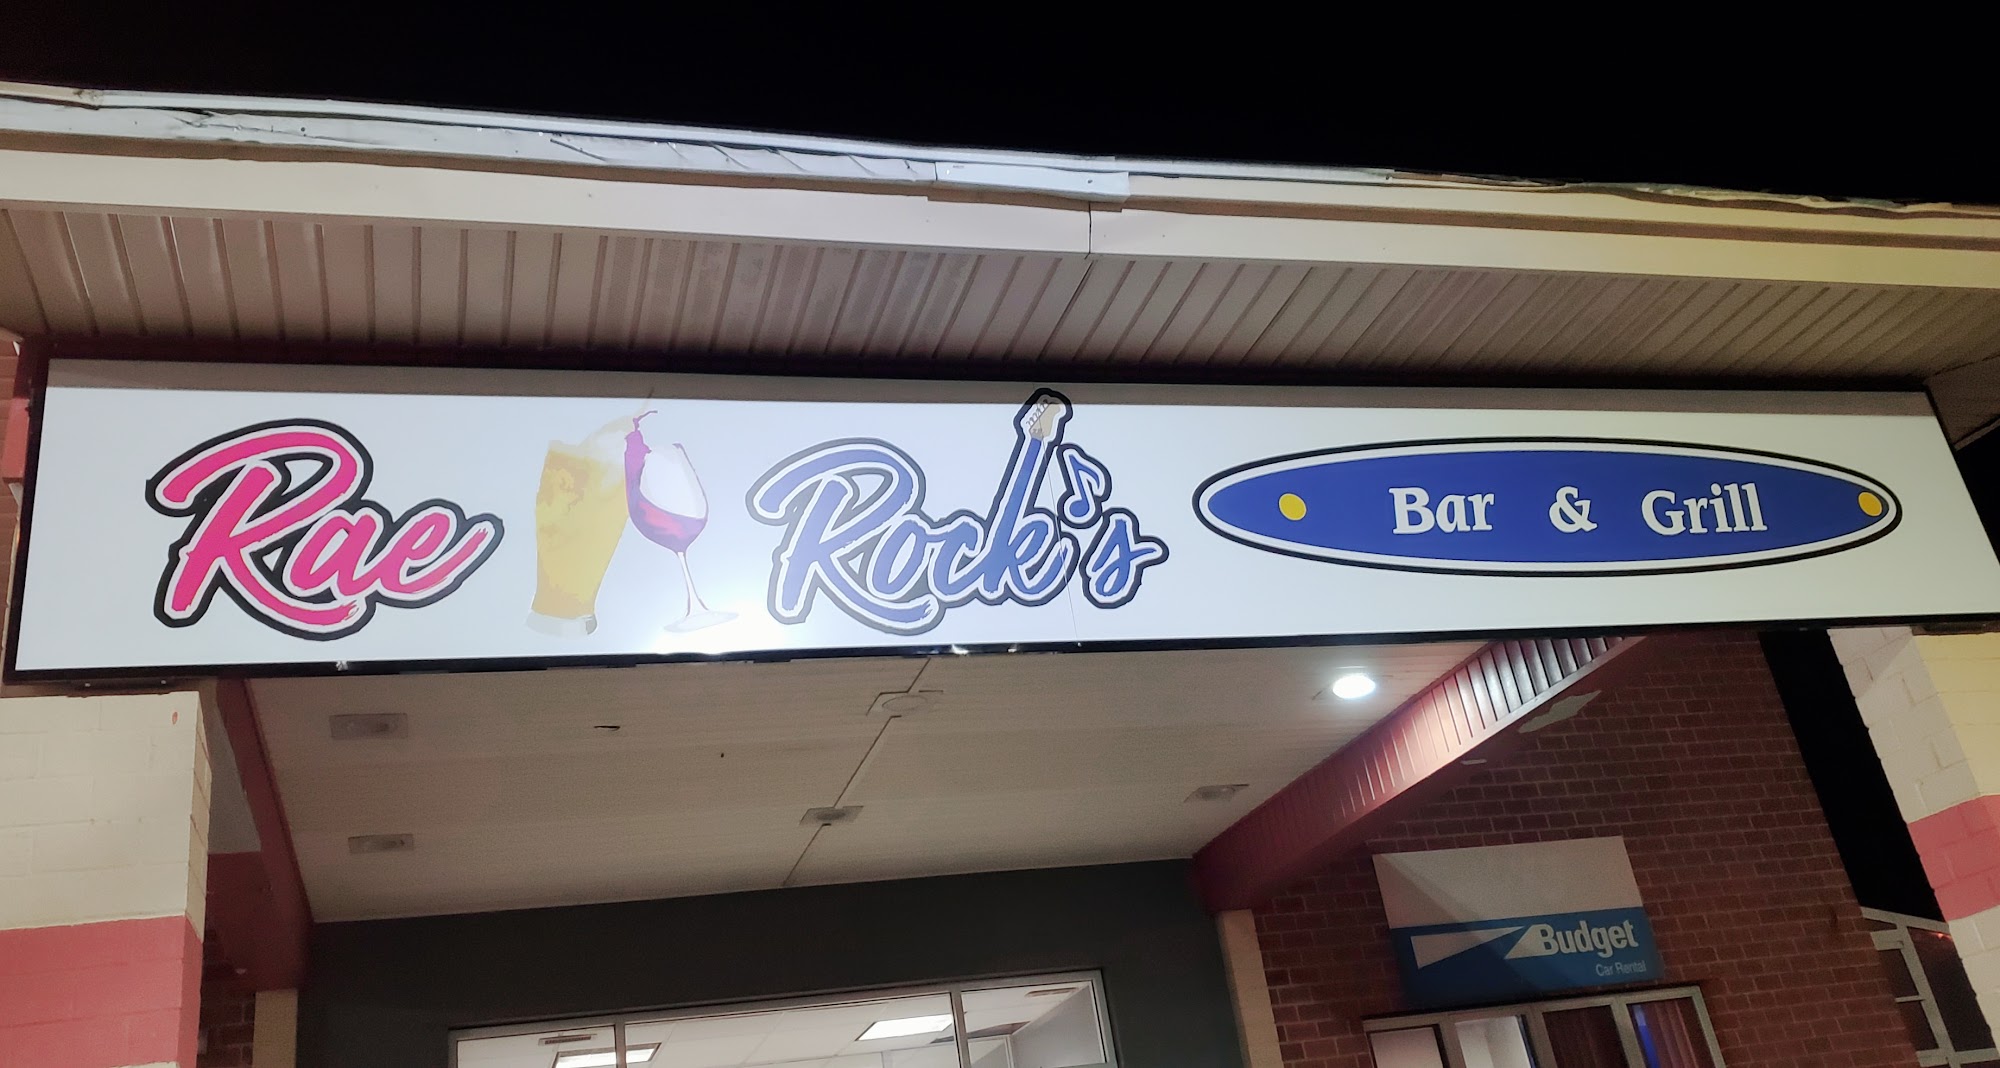 Rae Rock's Bar & Grill
Budget
Car Rental